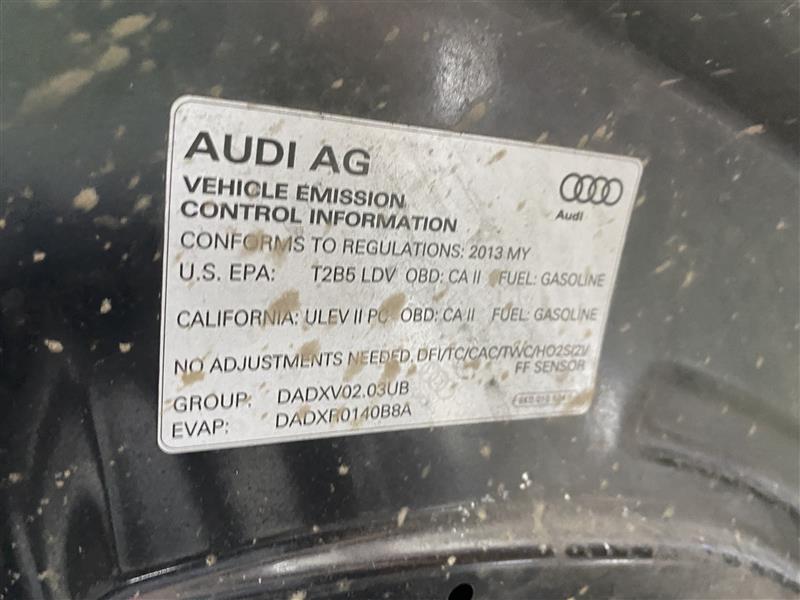 AUDI AG
Audi
VEHICLE EMISSION
CONTROL INFORMATION
CONFORMS TO REGULATIONS: 2013 MY
U.S. EPA: T2B5 LDV OBD: CA II FUEL: GASOLINE
CALIFORNIA: ULEV II PC OBD: CA II FUEL: GASOLINE
NO ADJUSTMENTS NEEDED, DFI/TC/CAC/TWC/HO2S(2)/
FF SENSOR
GROUP: DADXV02.03UB
EVAP: DADXR0140B8A